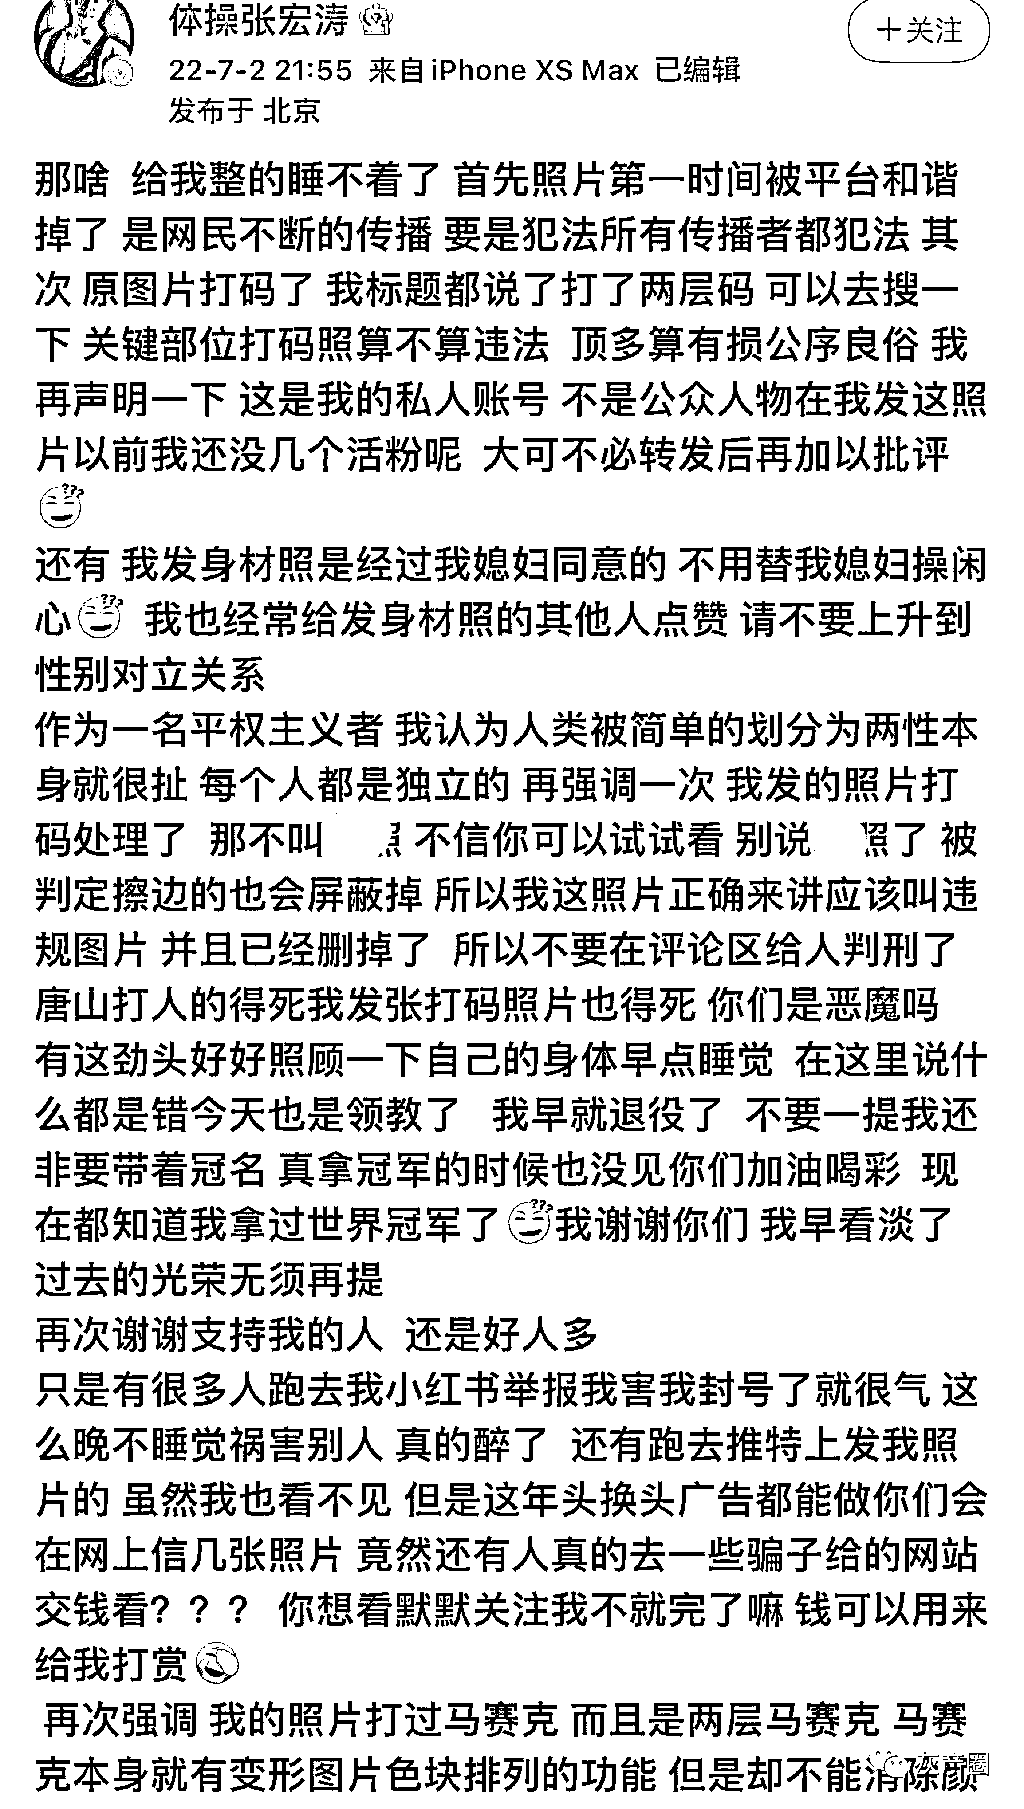 体操张宏涛
＋关注
22-7-2 21:55 来自 iPhone XS Max 已编辑
发布于 北京
那啥 给我整的睡不着了 首先照片第一时间被平台和谐
掉了 是网民不断的传播 要是犯法所有传播者都犯法 其
次 原图片打码了 我标题都说了打了两层码 可以去搜一
下 关键部位打码照算不算违法 顶多算有损公序良俗 我
再声明一下 这是我的私人账号 不是公众人物在我发这照
片以前我还没几个活粉呢 大可不必转发后再加以批评
还有 我发身材照是经过我媳妇同意的 不用替我媳妇操闲
心 我也经常给发身材照的其他人点赞 请不要上升到
性别对立关系
作为一名平权主义者 我认为人类被简单的划分为两性本
身就很扯 每个人都是独立的 再强调一次 我发的照片打
码处理了 那不叫 照 不信你可以试试看 别说 照了 被
判定擦边的也会屏蔽掉 所以我这照片正确来讲应该叫违
规图片 并且已经删掉了 所以不要在评论区给人判刑了
唐山打人的得死我发张打码照片也得死 你们是恶魔吗
有这劲头好好照顾一下自己的身体早点睡觉 在这里说什
么都是错今天也是领教了 我早就退役了 不要一提我还
非要带着冠名 真拿冠军的时候也没见你们加油喝彩 现
在都知道我拿过世界冠军了 我谢谢你们 我早看淡了
过去的光荣无须再提
再次谢谢支持我的人 还是好人多
只是有很多人跑去我小红书举报我害我封号了就很气 这
么晚不睡觉祸害别人 真的醉了 还有跑去推特上发我照
片的 虽然我也看不见 但是这年头换头广告都能做你们会
在网上信几张照片 竟然还有人真的去一些骗子给的网站
交钱看？？？ 你想看默默关注我不就完了嘛 钱可以用来
给我打赏
再次强调 我的照片打过马赛克 而且是两层马赛克 马赛
克本身就有变形图片色块排列的功能 但是却不能消除颜